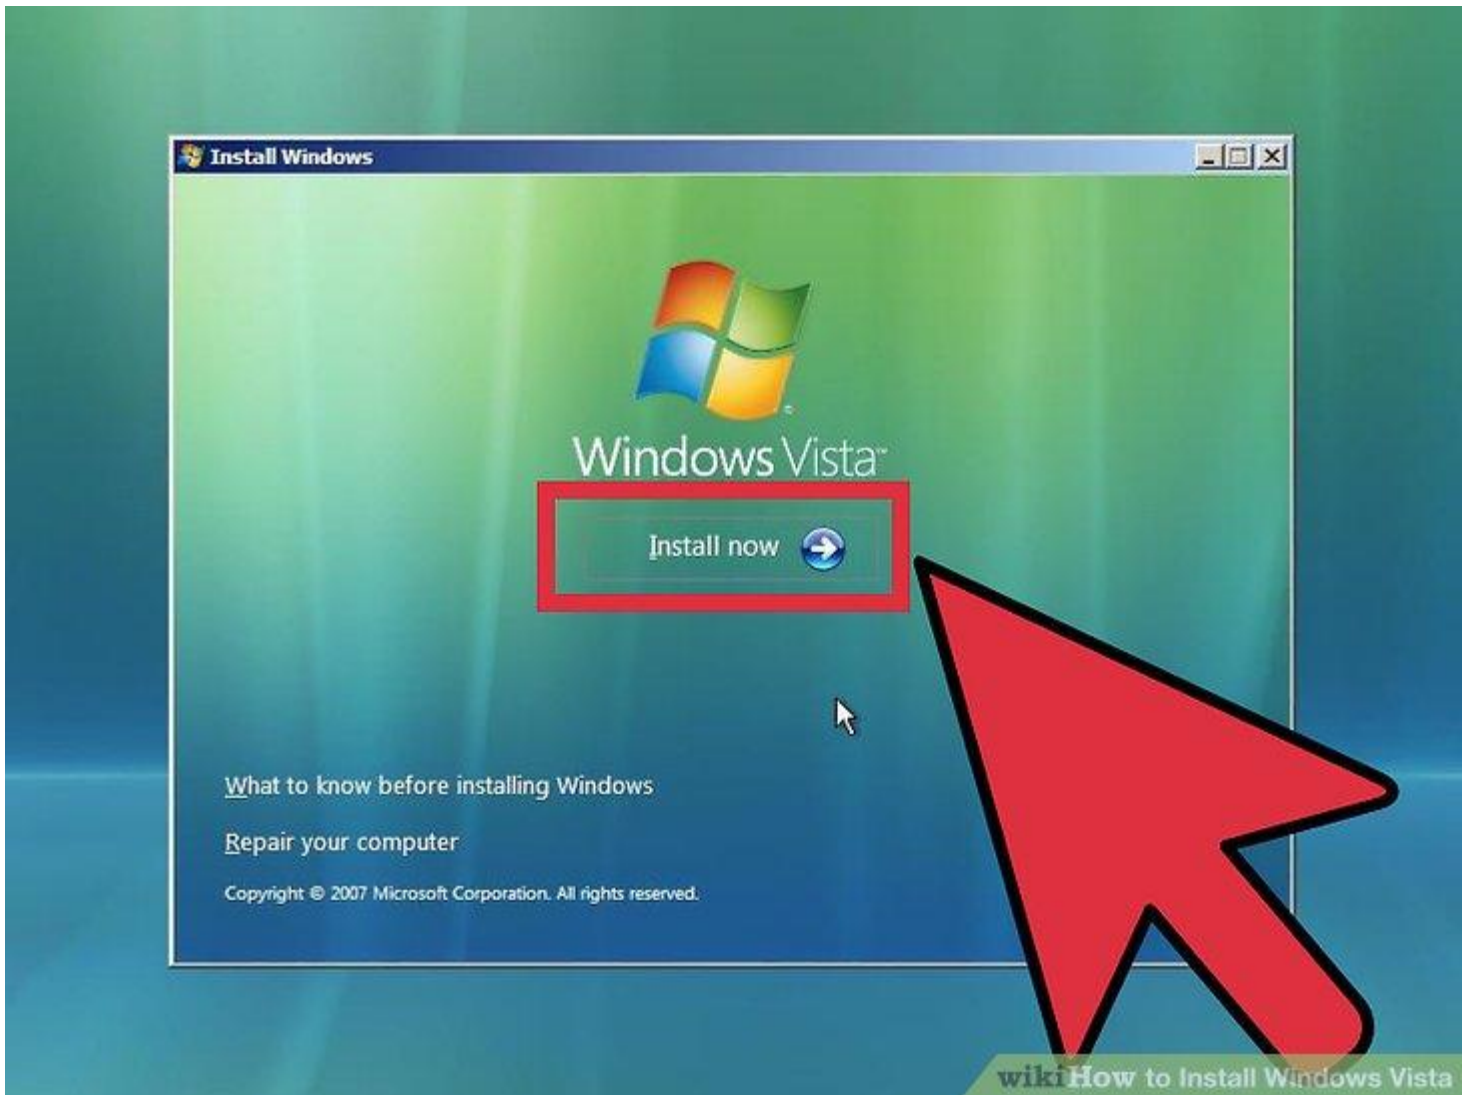 Install Windows
Windows Vista™
Install now
What to know before installing Windows
Repair your computer
Copyright © 2007 Microsoft Corporation. All rights reserved.
wikiHow to Install Windows Vista